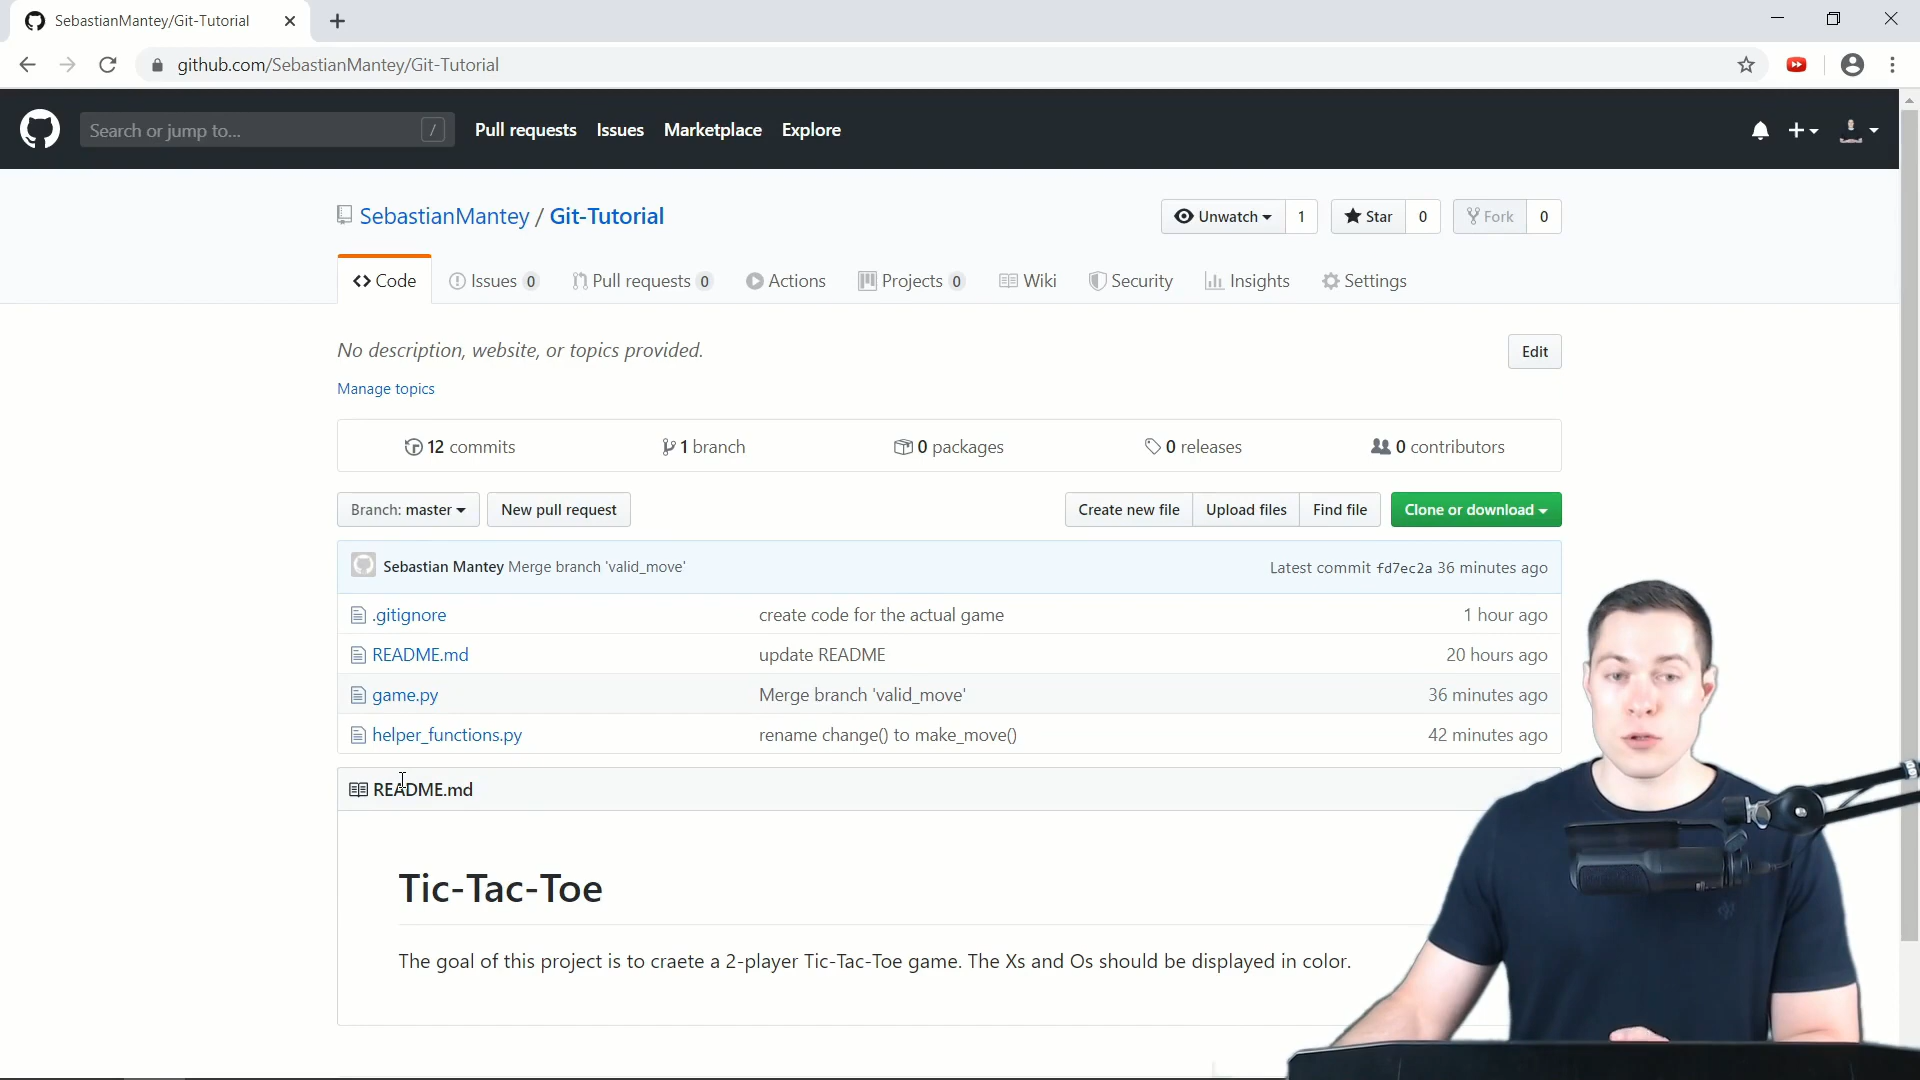 SebastianMantey/Git-Tutorial
github.com/SebastianMantey/Git-Tutorial
Search or jump to... / Pull requests Issues Marketplace Explore
SebastianMantey / Git-Tutorial Unwatch 1 Star 0 Fork 0
Code Issues 0 Pull requests 0 Actions Projects 0 Wiki Security Insights Settings
No description, website, or topics provided. Edit
Manage topics
12 commits 1 branch 0 packages 0 releases 0 contributors
Branch: master New pull request Create new file Upload files Find file Clone or download
Sebastian Mantey Merge branch 'valid_move' Latest commit fd7ec2a 36 minutes ago
.gitignore create code for the actual game 1 hour ago
README.md update README 20 hours ago
game.py Merge branch 'valid_move' 36 minutes ago
helper_functions.py rename change() to make_move() 42 minutes ago
README.md
Tic-Tac-Toe
The goal of this project is to craete a 2-player Tic-Tac-Toe game. The Xs and Os should be displayed in color.